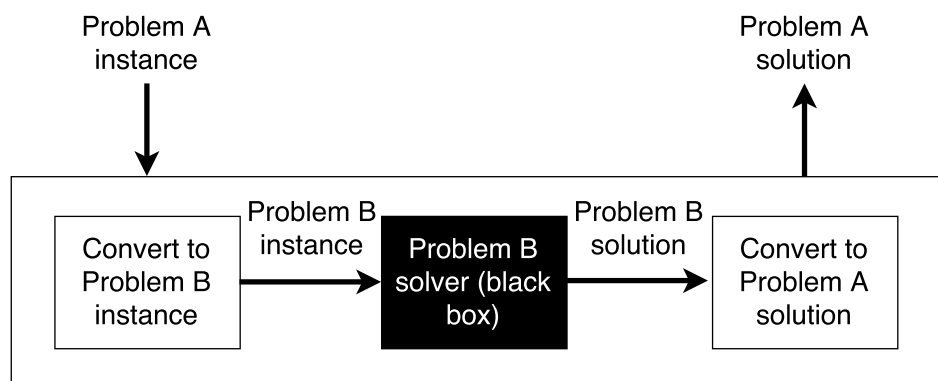 Problem A
instance
Problem A
solution
Convert to
Problem B
instance
Problem B
instance
Problem B
solver (black
box)
Problem B
solution
Convert to
Problem A
solution